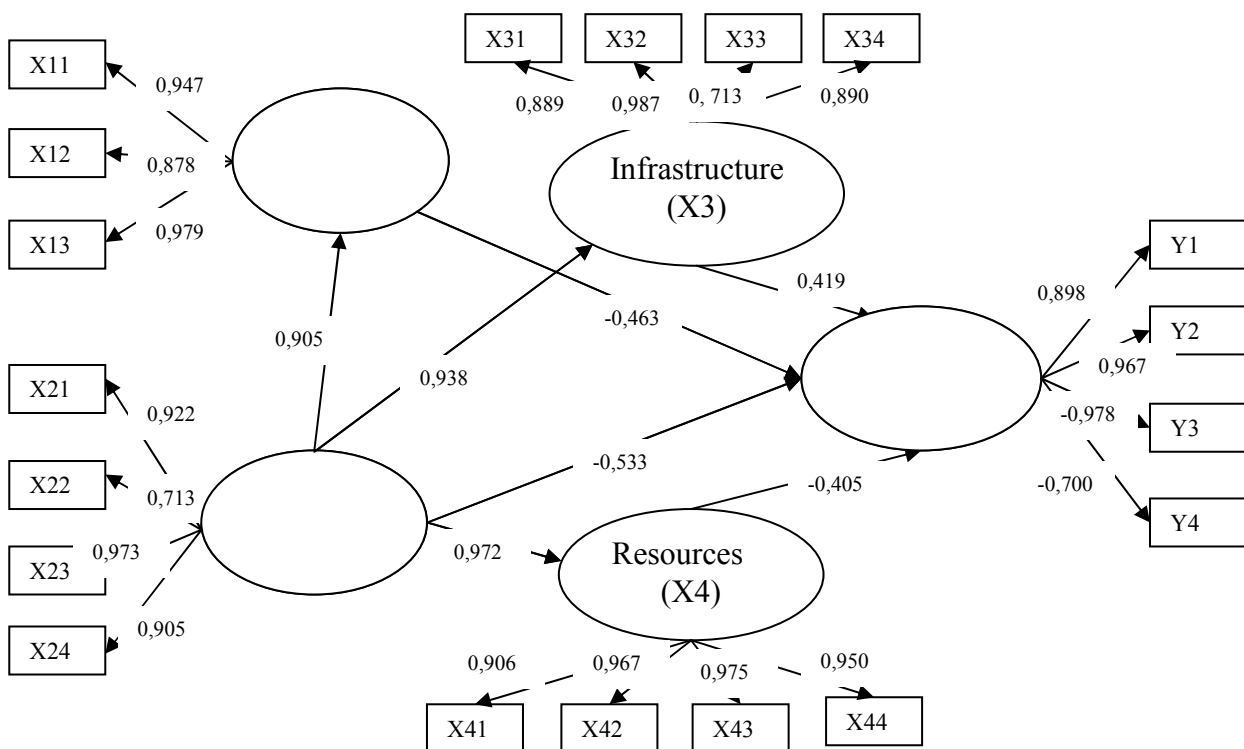 X31
X32
X33
X34
X11
0,947
0,889
0,987
0, 713
0,890
X12
0,878
Infrastructure
(X3)
X13
0,979
Y1
0,419
0,898
-0,463
0,905
Y2
0,967
0,938
X21
0,922
-0,978
Y3
-0,533
-0,405
-0,700
X22
0,713
Y4
0,973
0,972
Resources
(X4)
X23
0,905
X24
0,906
0,967
0,975
0,950
X41
X42
X43
X44